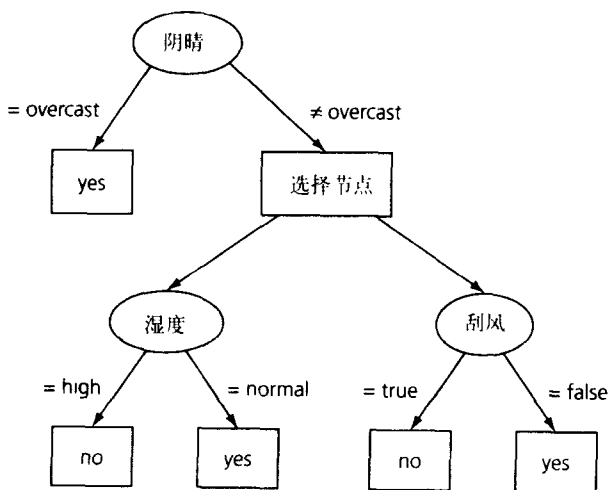 阴晴
= overcast
≠ overcast
yes
选择节点
湿度
刮风
= high
= normal
= true
= false
no
yes
no
yes